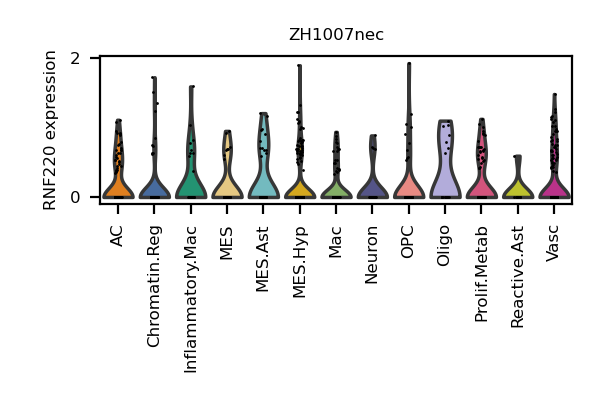 ZH1007nec
RNF220 expression
2
0
AC
Chromatin.Reg
Inflammatory.Mac
MES
MES.Ast
MES.Hyp
Mac
Neuron
OPC
Oligo
Prolif.Metab
Reactive.Ast
Vasc